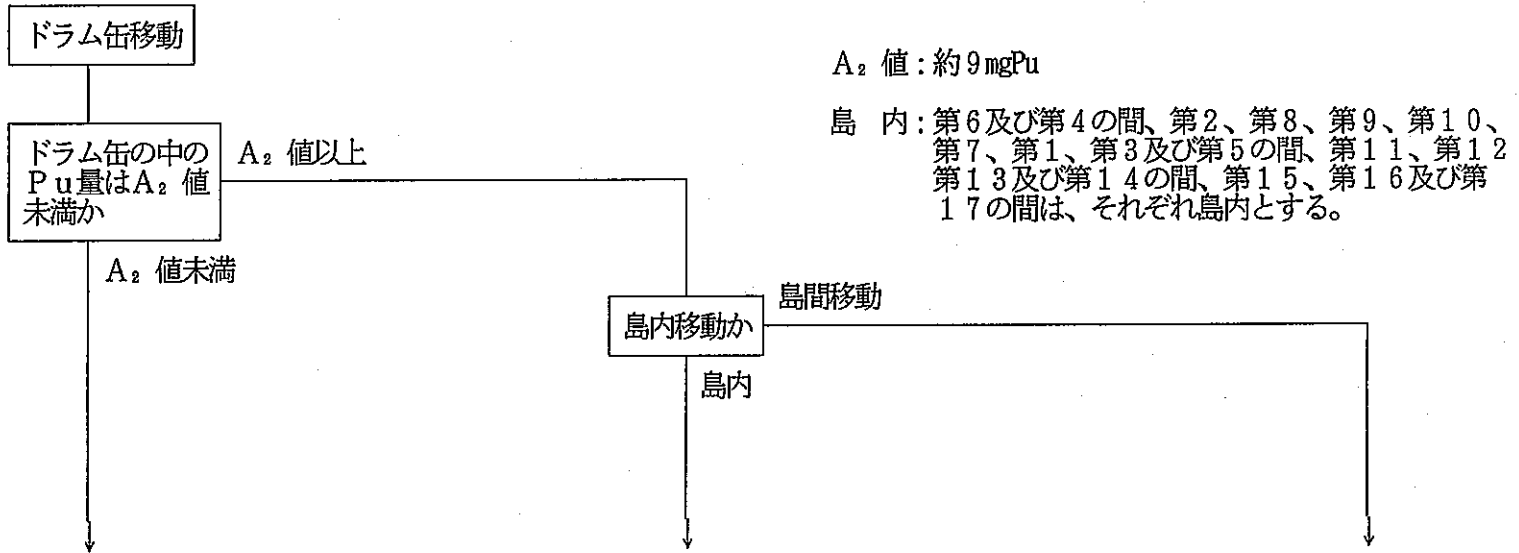 ドラム缶移動
A₂ 値:約9mgPu
島 内:第6及び第4の間、第2、第8、第9、第10、
第7、第1、第3及び第5の間、第11、第12
第13及び第14の間、第15、第16及び第
17の間は、それぞれ島内とする。
ドラム缶の中の
Pu量はA₂ 値
未満か
A₂ 値以上
A₂ 値未満
島内移動か
島間移動
島内